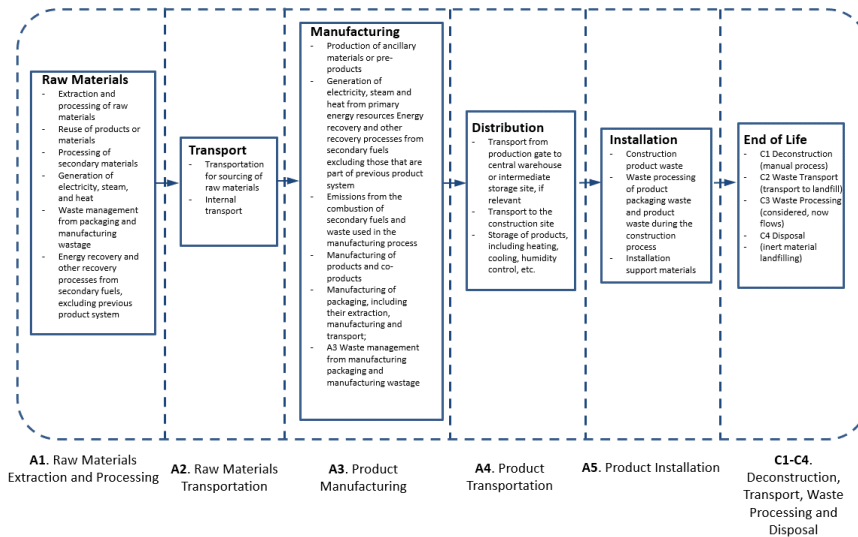 Raw Materials
- Extraction and
processing of raw
materials
- Reuse of products or
materials
- Processing of
secondary materials
- Generation of
electricity, steam,
and heat
- Waste management
from packaging and
manufacturing
wastage
- Energy recovery and
other recovery
processes from
secondary fuels,
excluding previous
product system
Transport
- Transportation
for sourcing of
raw materials
- Internal
transport
Manufacturing
- Production of ancillary
materials or pre-
products
- Generation of
electricity, steam and
heat from primary
energy resources Energy
recovery and other
recovery processes from
secondary fuels
excluding those that are
part of previous product
system
- Emissions from the
combustion of
secondary fuels and
waste used in the
manufacturing process
- Manufacturing of
products and co-
products
- Manufacturing of
packaging, including
their extraction,
manufacturing and
transport;
- A3 Waste management
from manufacturing
packaging and
manufacturing wastage
Distribution
- Transport from
production gate to
central warehouse
or intermediate
storage site, if
relevant
- Transport to the
construction site
- Storage of products,
including heating,
cooling, humidity
control, etc.
Installation
- Construction
product waste
- Waste processing of
product packaging
waste and product
waste during the
construction
process
- Installation
support materials
End of Life
- C1 Deconstruction
(manual process)
- C2 Waste Transport
(transport to landfill)
- C3 Waste Processing
(considered, now
flows)
- C4 Disposal
- (inert material
landfilling)
A1. Raw Materials
Extraction and Processing
A2. Raw Materials
Transportation
A3. Product
Manufacturing
A4. Product
Transportation
A5. Product Installation
C1-C4.
Deconstruction,
Transport, Waste
Processing and
Disposal